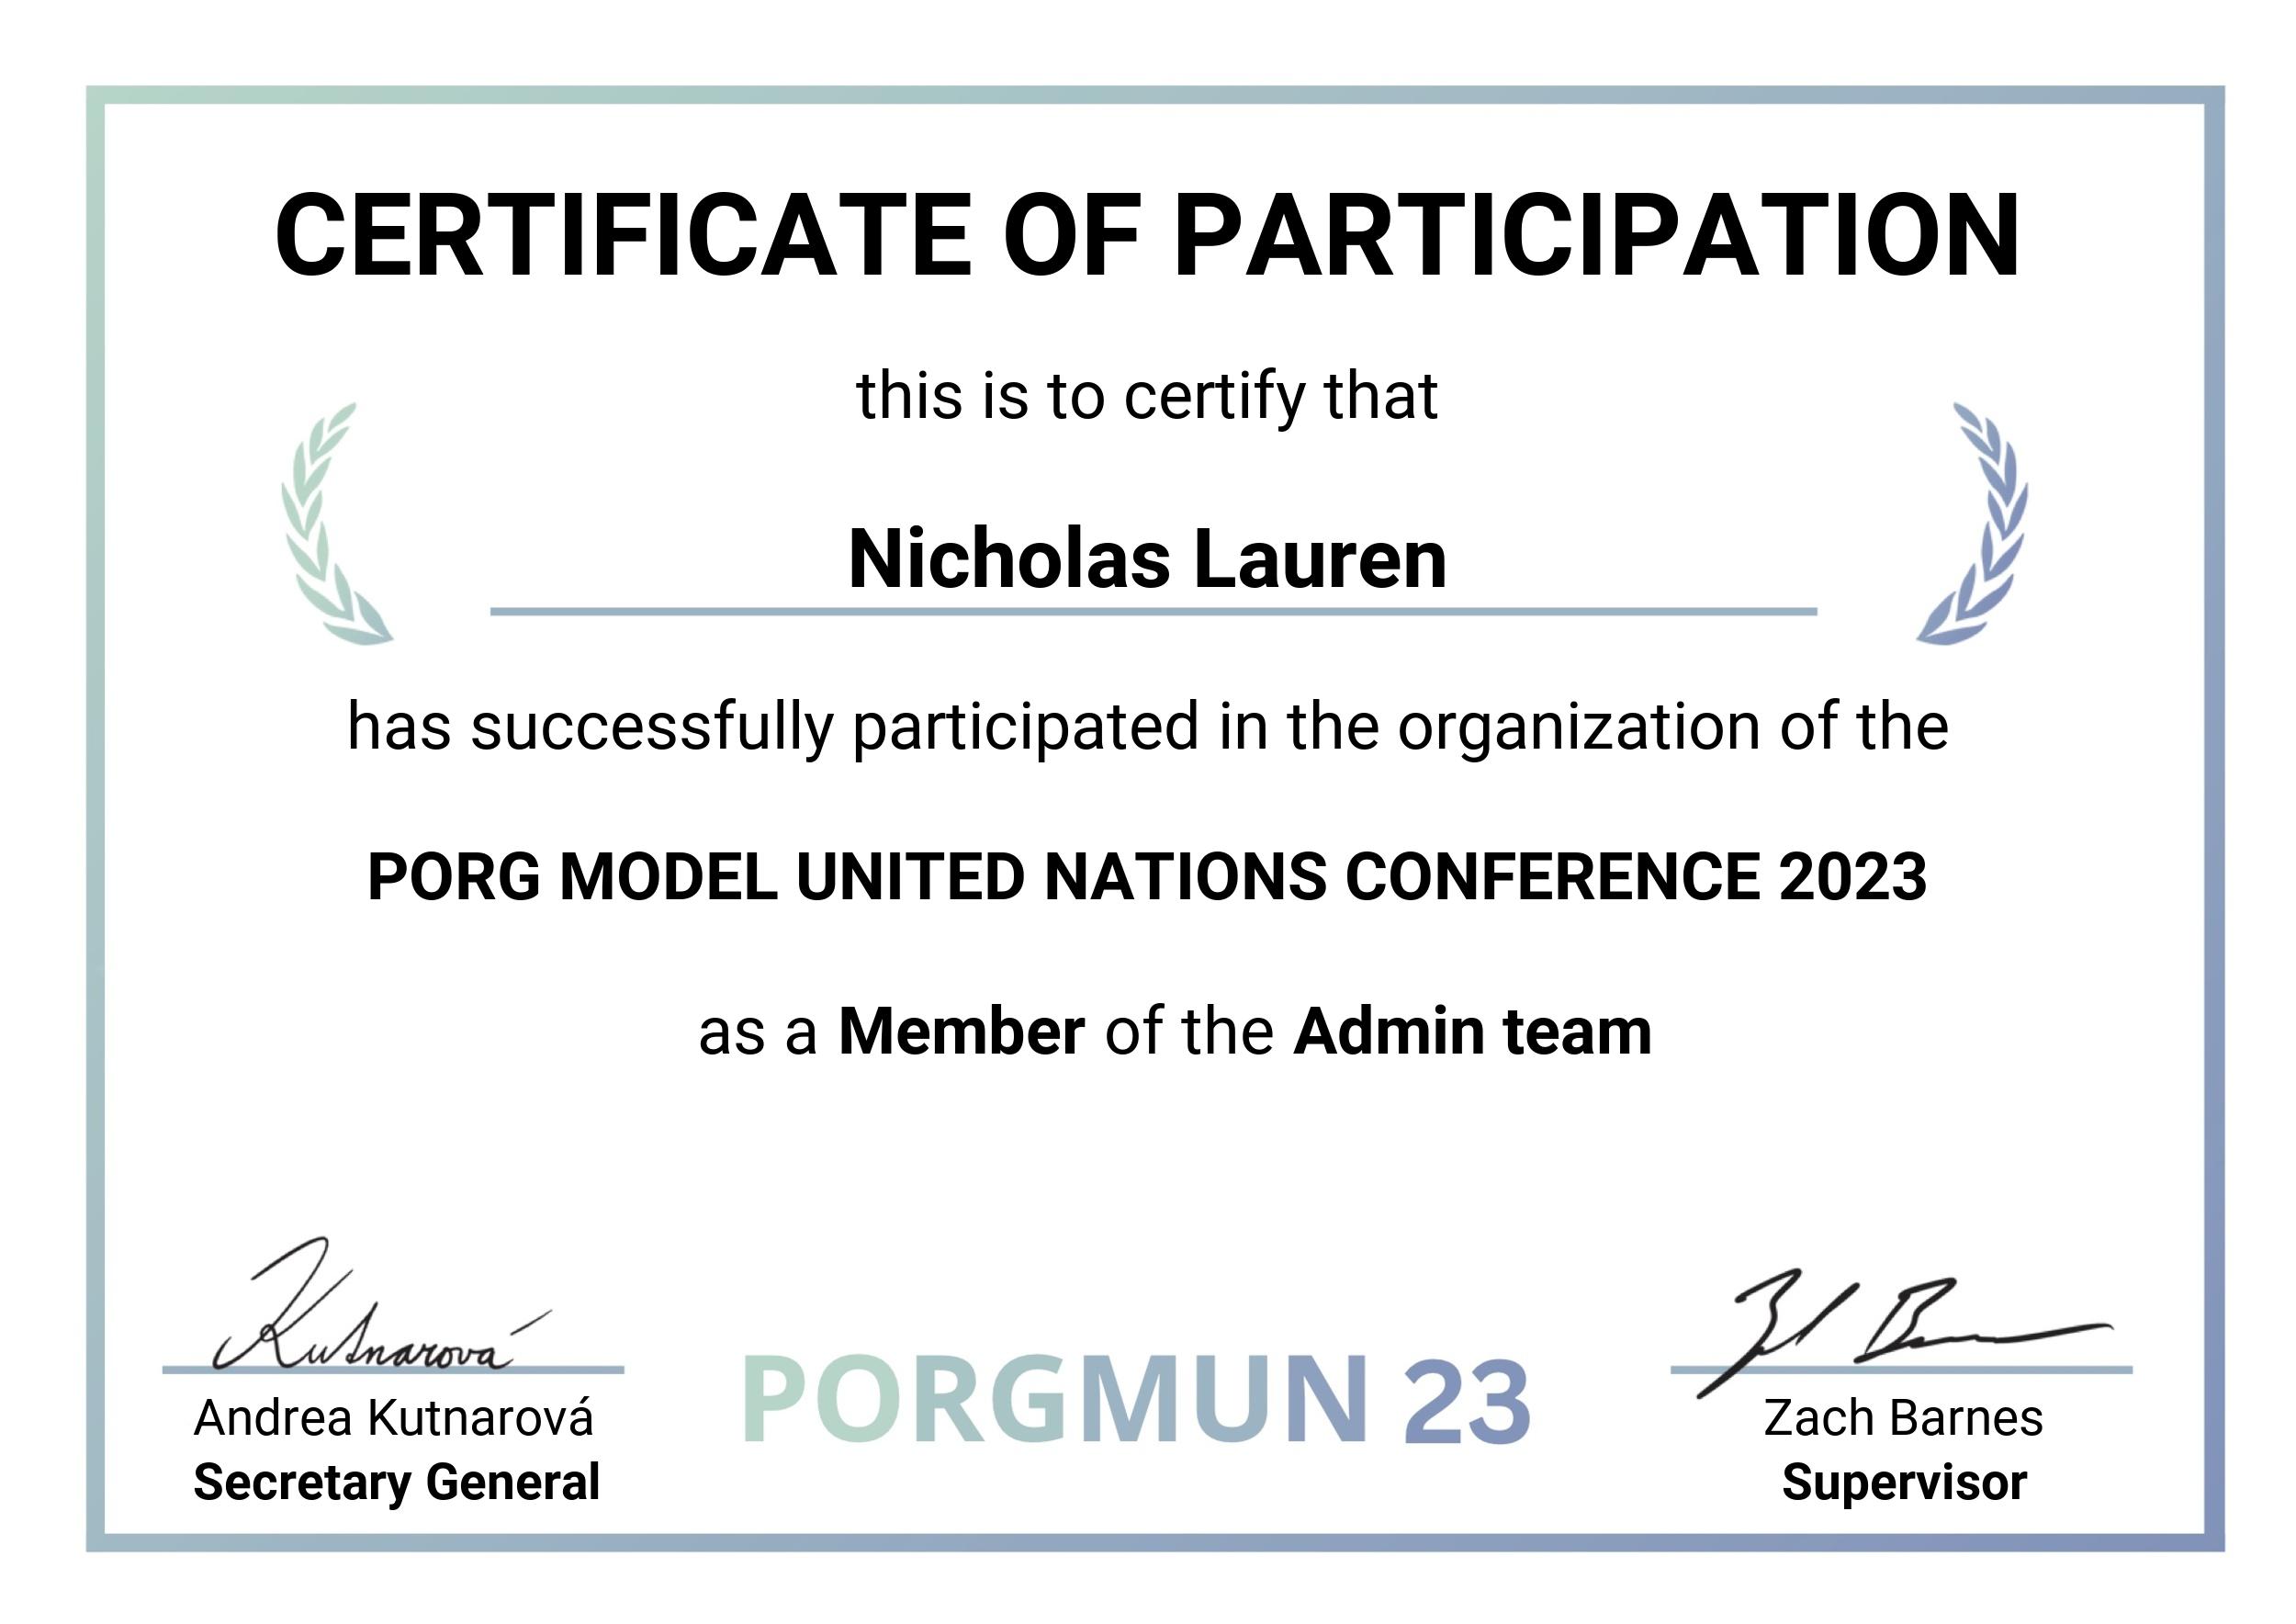 CERTIFICATE OF PARTICIPATION
this is to certify that
Nicholas Lauren
has successfully participated in the organization of the
PORG MODEL UNITED NATIONS CONFERENCE 2023
as a Member of the Admin team
Kutnarová
Andrea Kutnarová
Secretary General
PORGMUN 23
Zach Barnes
Supervisor